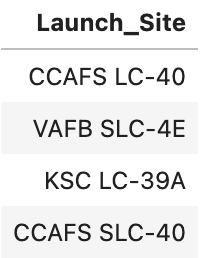 Launch_Site
CCAFS LC-40
VAFB SLC-4E
KSC LC-39A
CCAFS SLC-40